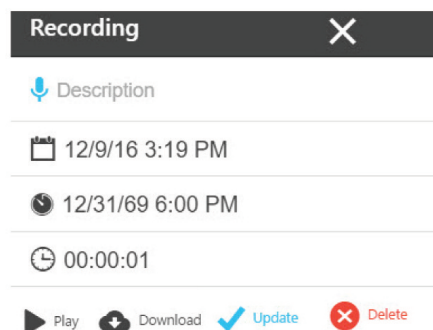 Recording
Description
12/9/16 3:19 PM
12/31/69 6:00 PM
00:00:01
Play Download Update Delete